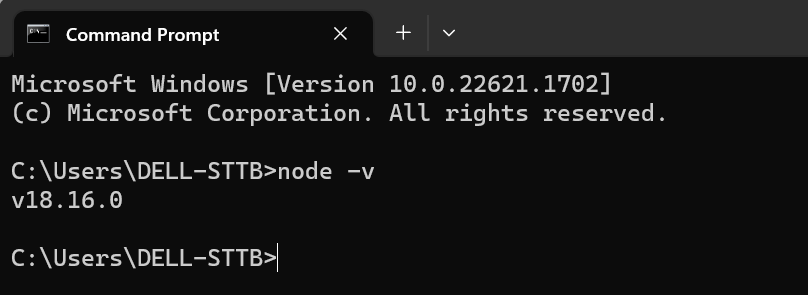 Command Prompt
Microsoft Windows [Version 10.0.22621.1702]
(c) Microsoft Corporation. All rights reserved.
C:\Users\DELL-STTB>node -v
v18.16.0
C:\Users\DELL-STTB>